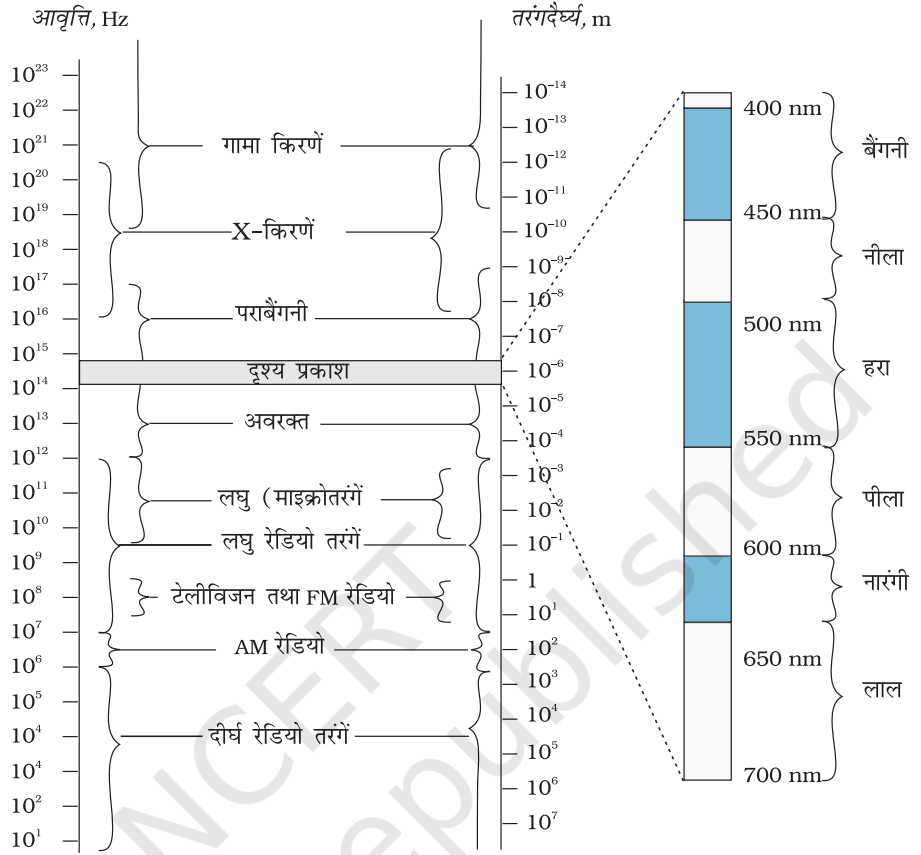 आवृत्ति, Hz
10²³
10²²
10²¹
10²⁰
10¹⁹
10¹⁸
10¹⁷
10¹⁶
10¹⁵
10¹⁴
10¹³
10¹²
10¹¹
10¹⁰
10⁹
10⁸
10⁷
10⁶
10⁵
10⁴
10⁴
10²
10¹
गामा किरणें
X-किरणें
पराबैंगनी
दृश्य प्रकाश
अवरक्त
लघु (माइक्रोतरंगें
लघु रेडियो तरंगें
टेलीविजन तथा FM रेडियो
AM रेडियो
दीर्घ रेडियो तरंगें
तरंगदैर्घ्य, m
10⁻¹⁴
10⁻¹³
10⁻¹²
10⁻¹¹
10⁻¹⁰
10⁻⁹
10⁻⁸
10⁻⁷
10⁻⁶
10⁻⁵
10⁻⁴
10⁻³
10⁻²
10⁻¹
1
10¹
10²
10³
10⁴
10⁵
10⁶
10⁷
400 nm
450 nm
500 nm
550 nm
600 nm
650 nm
700 nm
बैंगनी
नीला
हरा
पीला
नारंगी
लाल
NCERT
republished